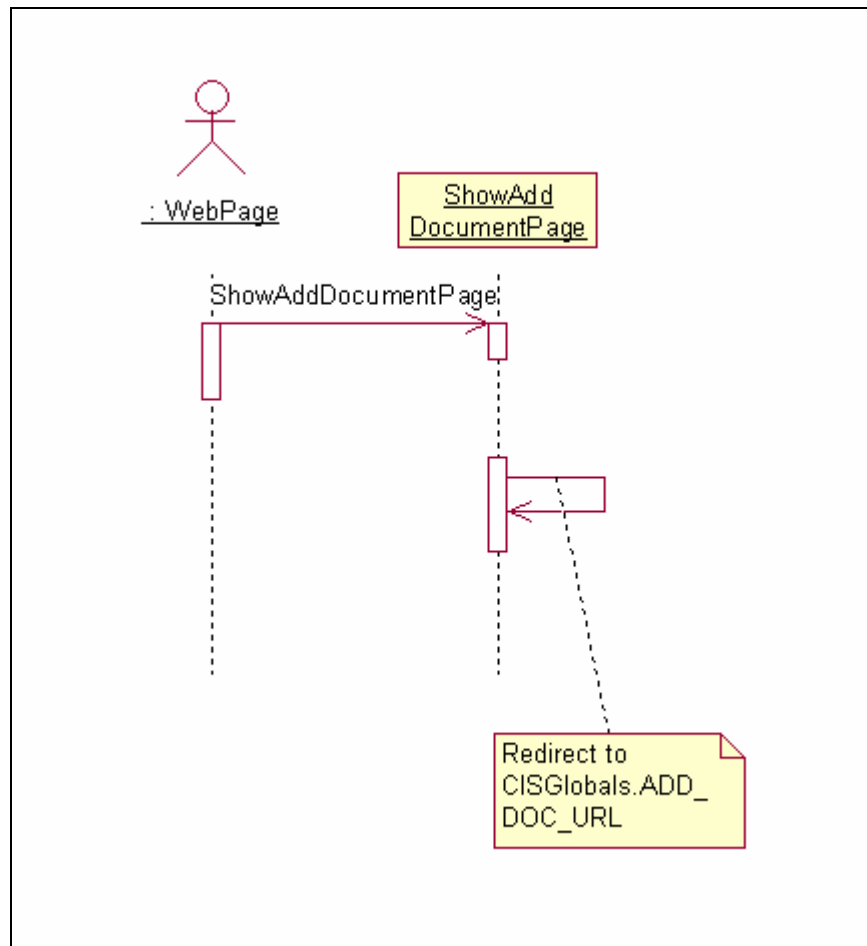 : WebPage
ShowAdd
DocumentPage
ShowAddDocumentPage
Redirect to
CISGlobals.ADD_
DOC_URL